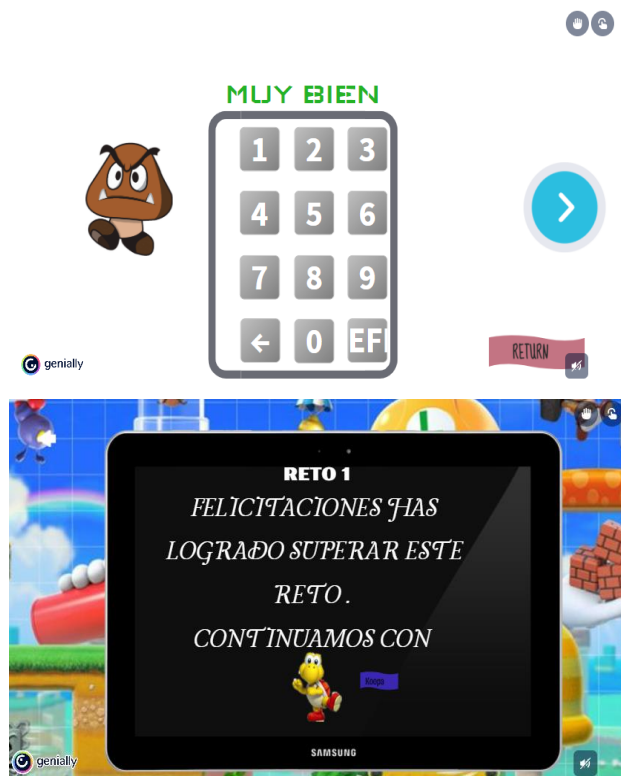 MUY BIEN
1 2 3
4 5 6
7 8 9
← 0 EFI
RETURN
genially
RETO 1
FELICITACIONES HAS
LOGRADO SUPERAR ESTE
RETO .
CONTINUAMOS CON
Koopa
SAMSUNG
genially